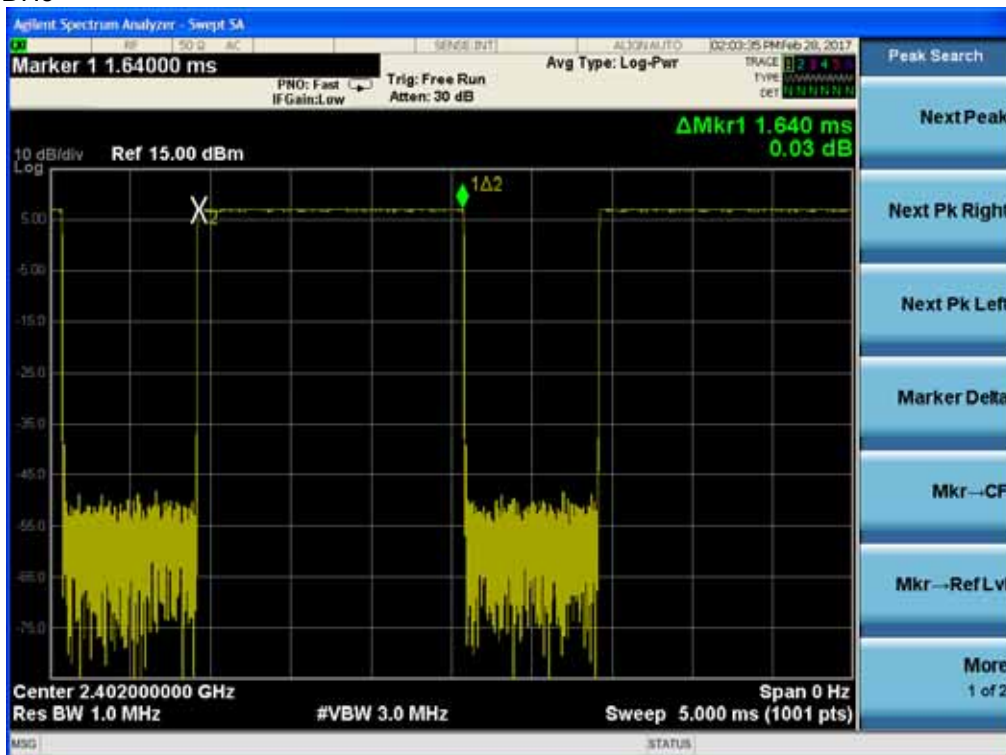 Agilent Spectrum Analyzer - Swept SA
RF 50 Ω AC SENSE:INT ALIGN AUTO 02:03:35 PM Feb 28, 2017
Marker 1 1.64000 ms
PNO: Fast
IFGain:Low
Trig: Free Run
Atten: 30 dB
Avg Type: Log-Pwr
TRACE 1 2 3 4 5 6
TYPE
DET N N N N N N
Peak Search
ΔMkr1 1.640 ms
0.03 dB
10 dB/div Ref 15.00 dBm
Log
1Δ2
X2
5.00
-5.00
-15.0
-25.0
-35.0
-45.0
-55.0
-65.0
-75.0
Next Peak
Next Pk Right
Next Pk Left
Marker Delta
Mkr→CF
Mkr→Ref Lvl
More
1 of 2
Center 2.402000000 GHz Span 0 Hz
Res BW 1.0 MHz #VBW 3.0 MHz Sweep 5.000 ms (1001 pts)
MSG STATUS